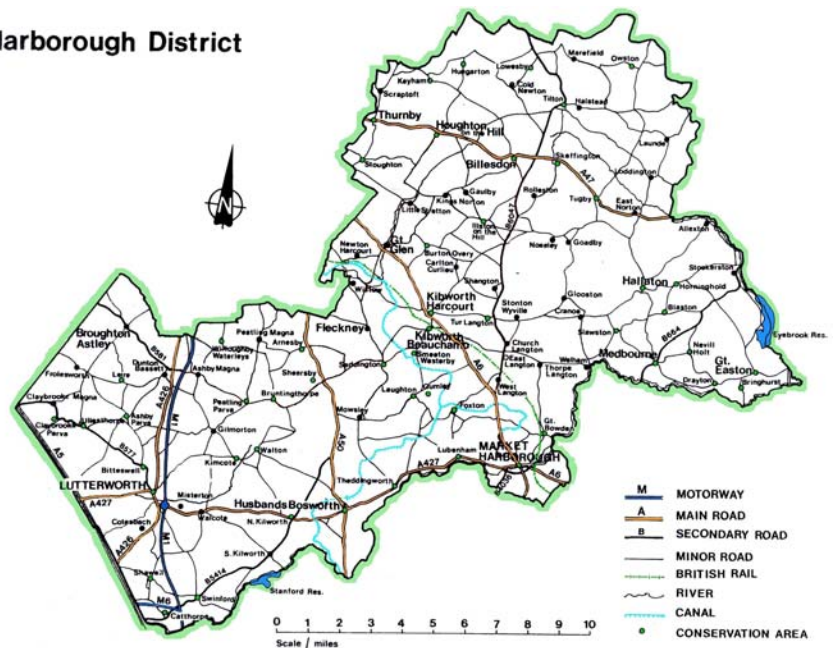 Harborough District
Marefield
Owston
Hungarton
Lowesby
Keyham
Cold
Newton
Scraptoft
Tilton
Halstead
Thurnby
Houghton
on the Hill
Launde
Stoughton
Billesdon
Skeffington
A47
Loddington
Gaulby
Kings Norton
Rolleston
Tugby
East
Norton
Little Stretton
B6047
Illston
on the
Hill
Allexton
Newton
Harcourt
Gt.
Glen
Burton Overy
Noseley
Goadby
Carlton
Curlieu
Stockerston
Wistow
Shangton
Hallaton
Horninghold
Glooston
Kibworth
Harcourt
Stonton
Wyville
Cranoe
Blaston
Eyebrook Res.
Tur Langton
Slawston
B664
Broughton
Astley
B581
Peatling Magna
Fleckney
Kibworth
Beauchamp
Smeeton
Westerby
A6
Church
Langton
Medbourne
Nevill
Holt
Willoughby
Waterleys
Arnesby
East
Langton
Welham
Gt.
Easton
Dunton
Bassett
Saddington
Thorpe
Langton
Frolesworth
Leire
Ashby Magna
Shearsby
Drayton
Bringhurst
A426
M1
Laughton
Gumley
West
Langton
Claybrooke Magna
Peatling
Parva
Bruntingthorpe
Mowsley
Foxton
Claybrooke
Parva
Ullesthorpe
Ashby
Parva
Gilmorton
A50
Gt.
Bowden
A5
B577
Walton
Lubenham
MARKET
HARBOROUGH
Bitteswell
Kimcote
Theddingworth
A427
A6
LUTTERWORTH
Misterton
Husbands Bosworth
A427
Walcote
N. Kilworth
Cotesbach
A426
M1
S. Kilworth
Shawell
B5414
Stanford Res.
M6
Swinford
Catthorpe
N
M MOTORWAY
A MAIN ROAD
B SECONDARY ROAD
MINOR ROAD
BRITISH RAIL
RIVER
CANAL
CONSERVATION AREA
0 1 2 3 4 5 6 7 8 9 10
Scale / miles